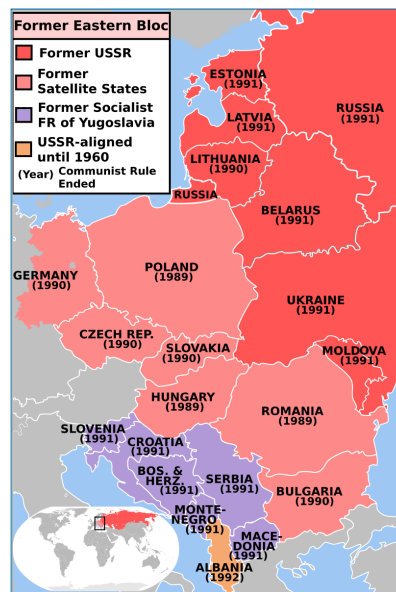 Former Eastern Bloc
Former USSR
Former
Satellite States
Former Socialist
FR of Yugoslavia
USSR-aligned
until 1960
(Year) Communist Rule
Ended
ESTONIA
(1991)
RUSSIA
(1991)
LATVIA
(1991)
LITHUANIA
(1990)
RUSSIA
BELARUS
(1991)
GERMANY
(1990)
POLAND
(1989)
UKRAINE
(1991)
CZECH REP.
(1990)
SLOVAKIA
(1990)
MOLDOVA
(1991)
HUNGARY
(1989)
ROMANIA
(1989)
SLOVENIA
(1991)
CROATIA
(1991)
BOS. &
HERZ.
(1991)
SERBIA
(1991)
BULGARIA
(1990)
MONTE-
NEGRO
(1991)
MACE-
DONIA
(1991)
ALBANIA
(1992)